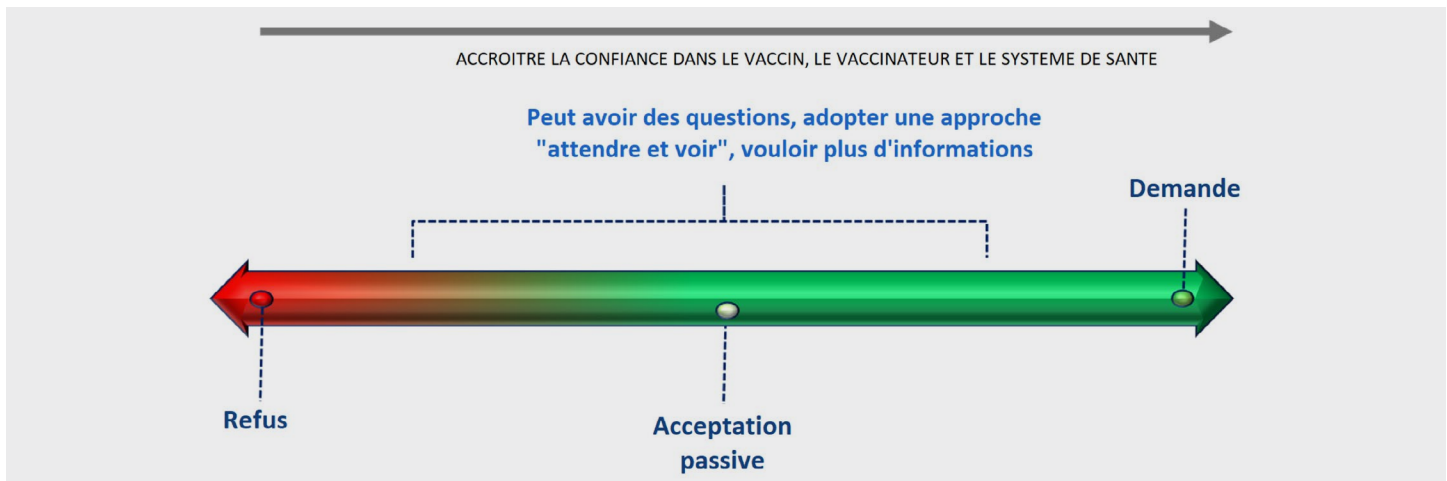 ACCROITRE LA CONFIANCE DANS LE VACCIN, LE VACCINATEUR ET LE SYSTEME DE SANTE
Peut avoir des questions, adopter une approche
"attendre et voir", vouloir plus d'informations
Demande
Refus
Acceptation
passive